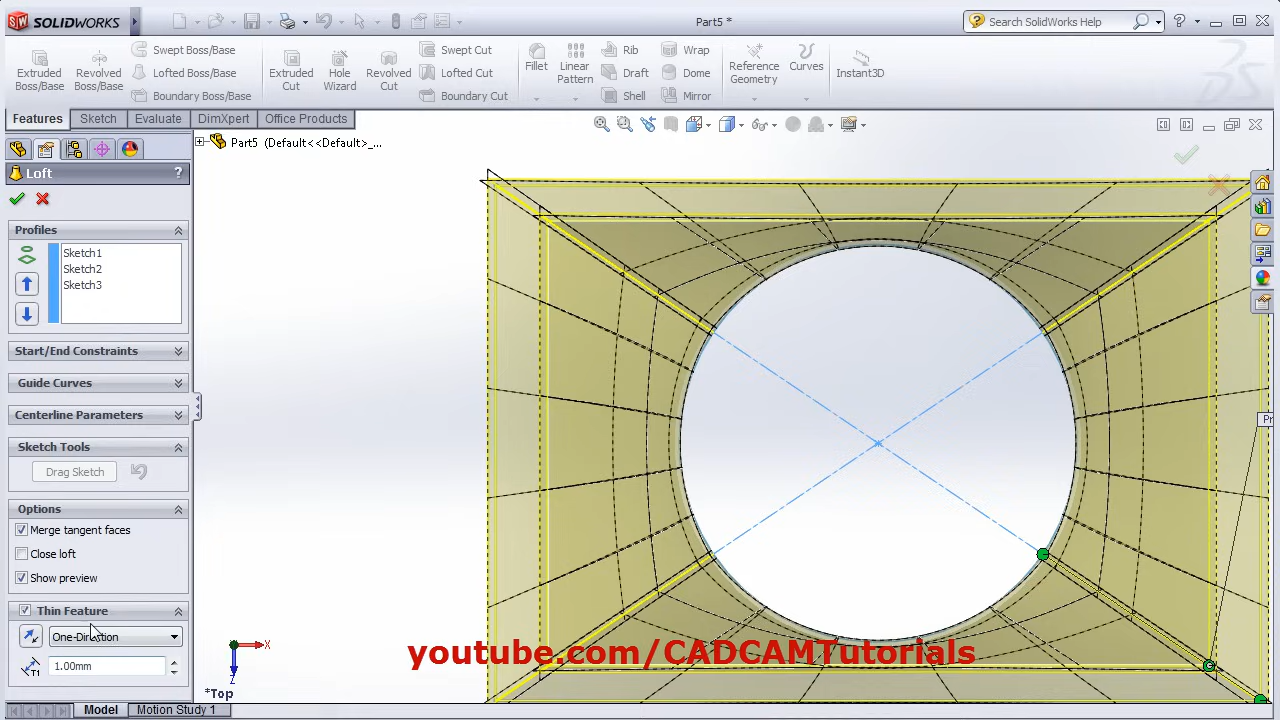 SOLIDWORKS
Part5 *
Search SolidWorks Help
Extruded Boss/Base
Revolved Boss/Base
Swept Boss/Base
Lofted Boss/Base
Boundary Boss/Base
Extruded Cut
Hole Wizard
Revolved Cut
Swept Cut
Lofted Cut
Boundary Cut
Fillet
Linear Pattern
Rib
Draft
Shell
Wrap
Dome
Mirror
Reference Geometry
Curves
Instant3D
Features
Sketch
Evaluate
DimXpert
Office Products
Part5 (Default<<Default>_...
Loft
?
Profiles
Sketch1
Sketch2
Sketch3
Start/End Constraints
Guide Curves
Centerline Parameters
Sketch Tools
Drag Sketch
Options
Merge tangent faces
Close loft
Show preview
Thin Feature
One-Direction
1.00mm
X
Z
*Top
Pr
youtube.com/CADCAMTutorials
Model
Motion Study 1